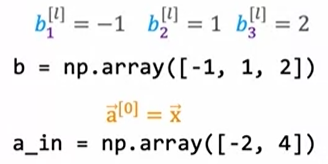 b₁^[l] = −1 b₂^[l] = 1 b₃^[l] = 2
b = np.array([-1, 1, 2])
a⃗^[0] = x⃗
a_in = np.array([-2, 4])